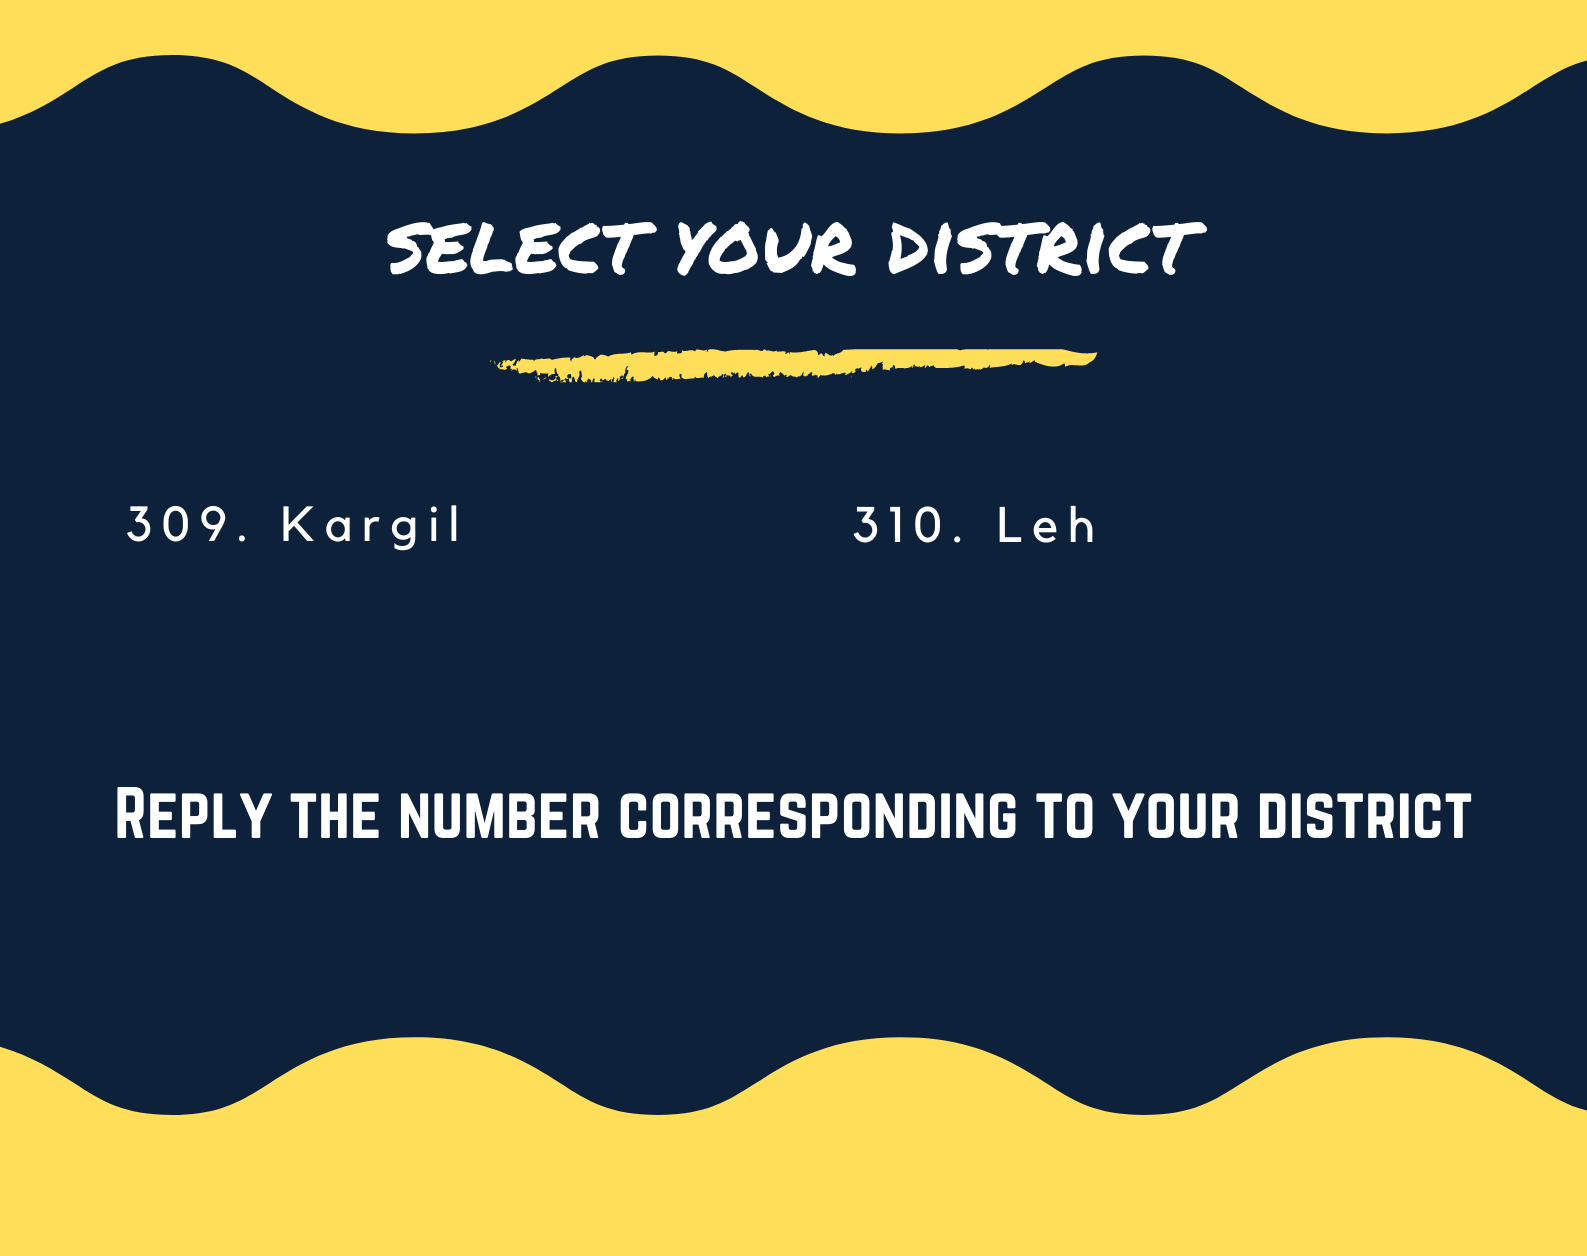 SELECT YOUR DISTRICT
309. Kargil
310. Leh
REPLY THE NUMBER CORRESPONDING TO YOUR DISTRICT